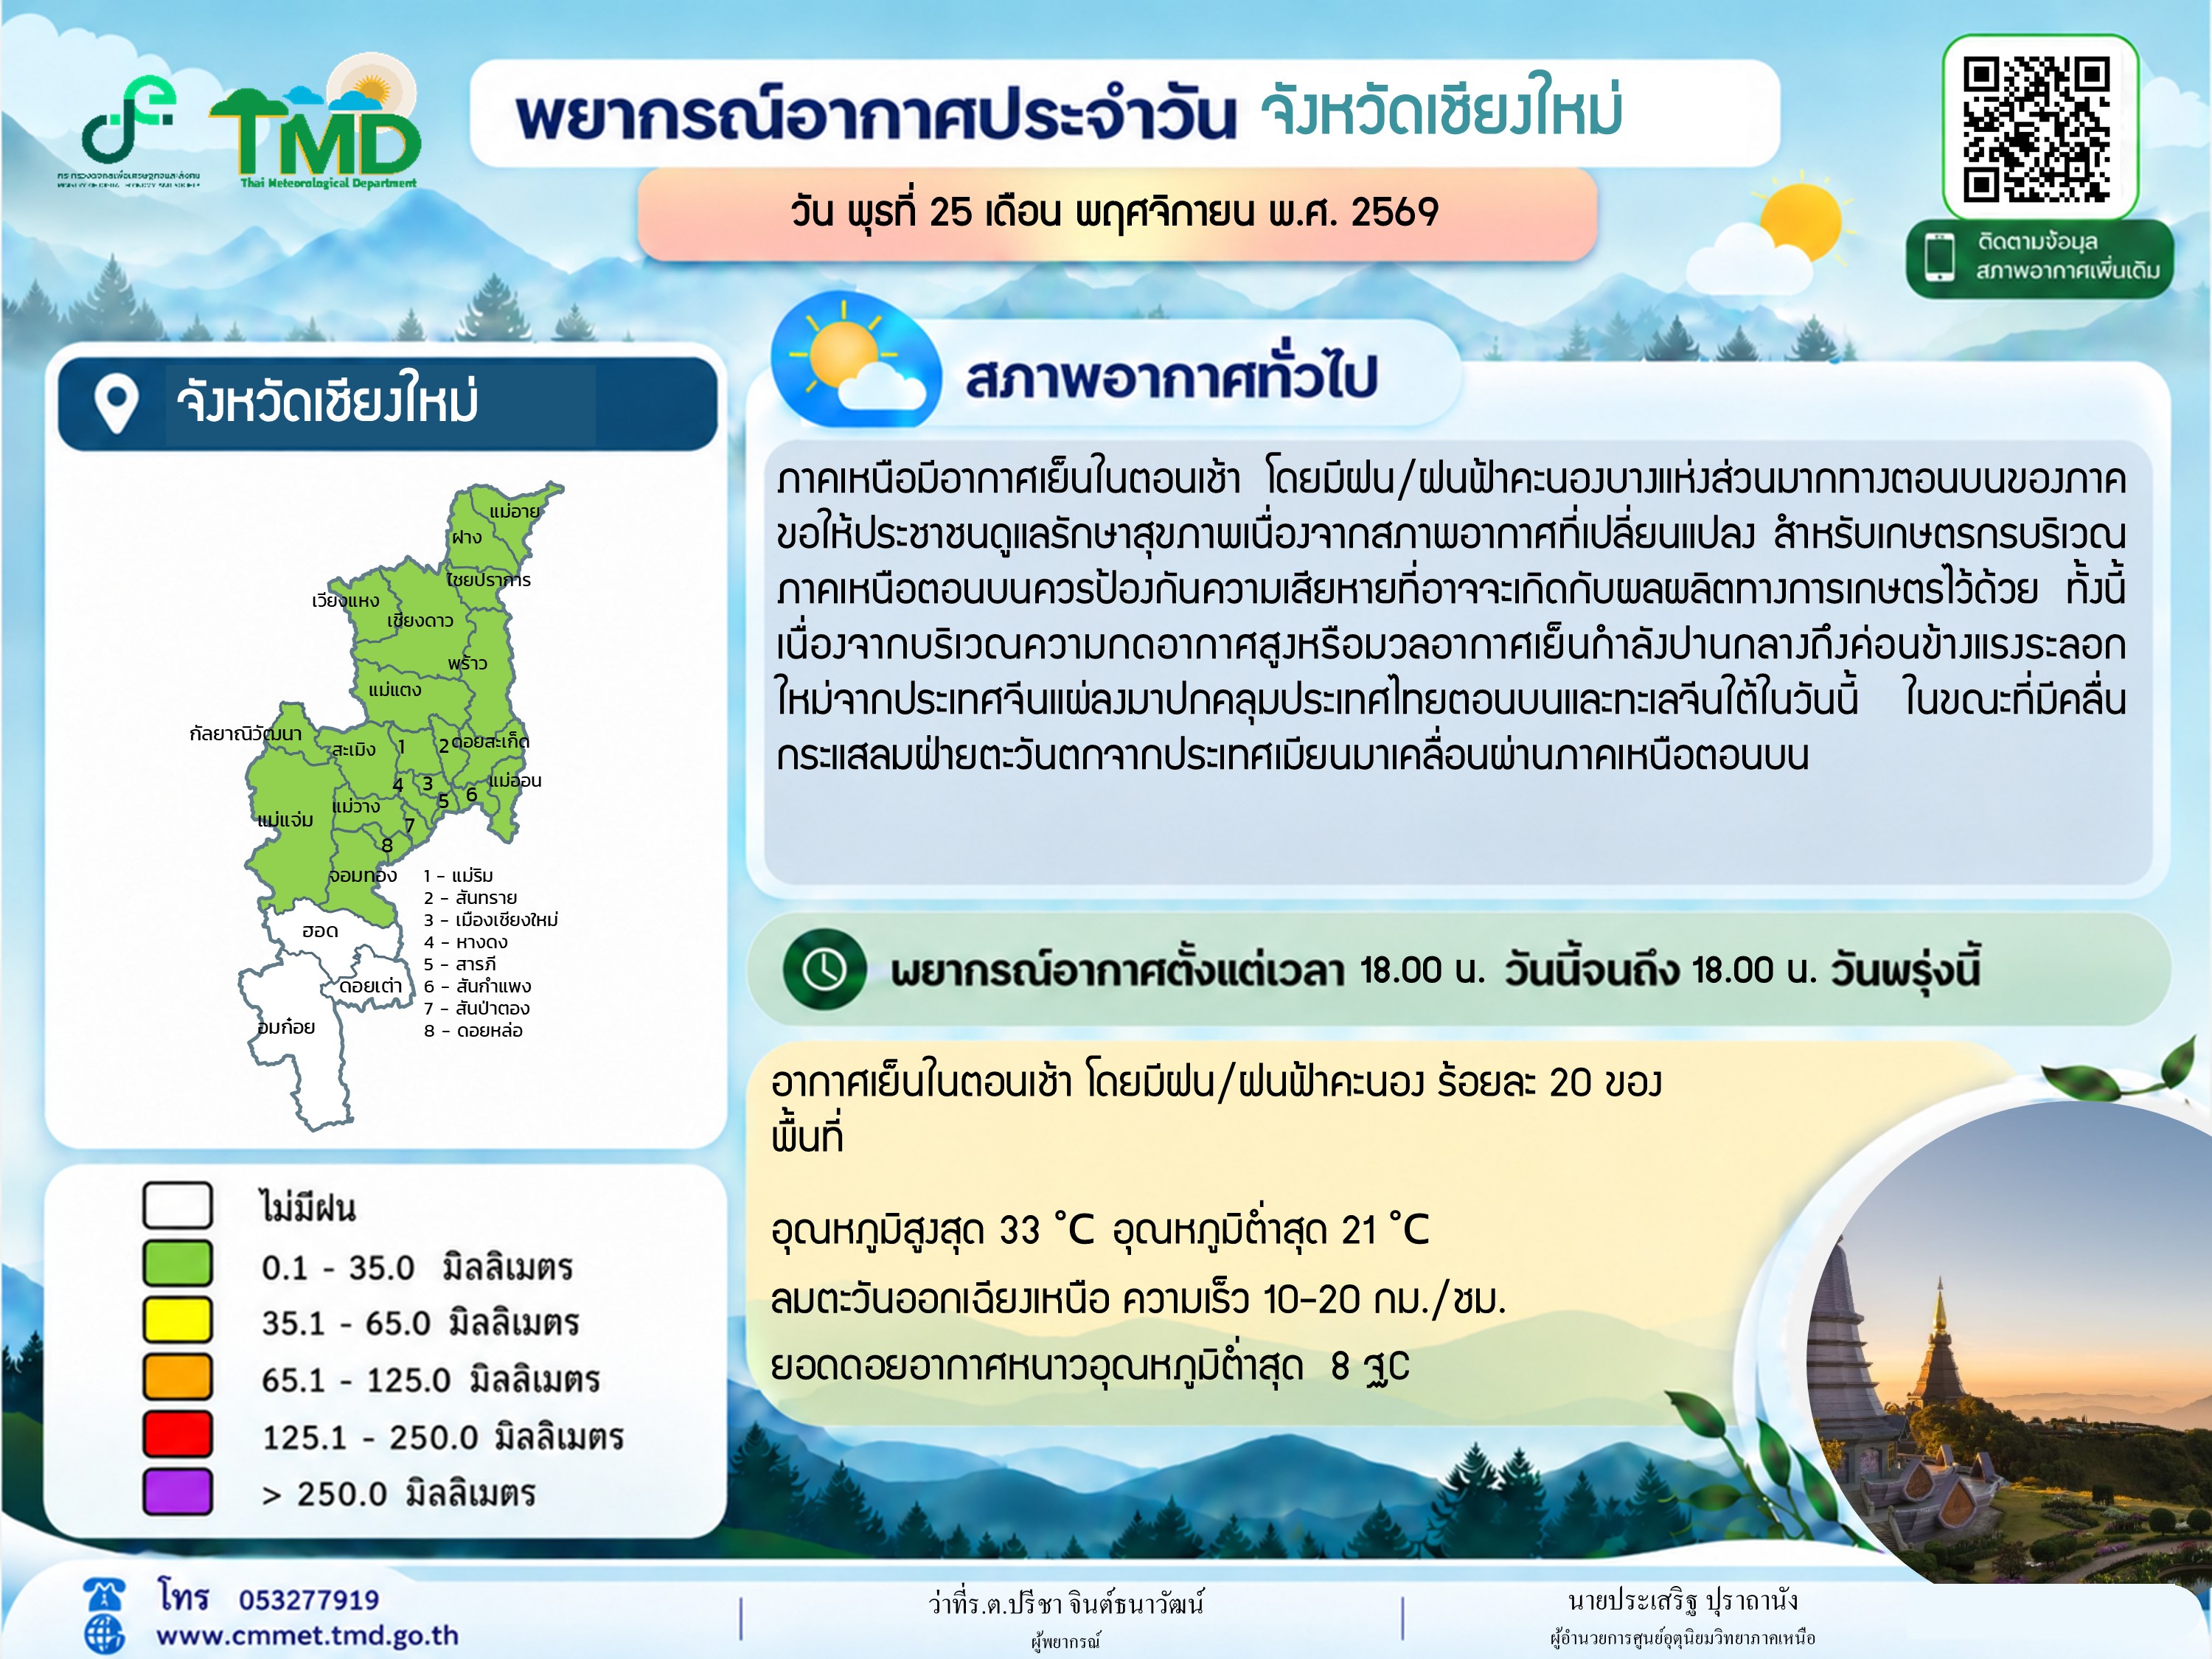 กระทรวงดิจิทัลเพื่อเศรษฐกิจและสังคม
MINISTRY OF DIGITAL ECONOMY AND SOCIETY
TMD
Thai Meteorological Department
พยากรณ์อากาศประจำวัน จังหวัดเชียงใหม่
วัน พุธที่ 25 เดือน พฤศจิกายน พ.ศ. 2569
ติดตามข้อมูล
สภาพอากาศเพิ่มเติม
จังหวัดเชียงใหม่
แม่อาย
ฝาง
ไชยปราการ
เวียงแหง
เชียงดาว
พร้าว
แม่แตง
กัลยาณิวัฒนา
สะเมิง
1
2
ดอยสะเก็ด
4
3
5
6
แม่ออน
แม่วาง
แม่แจ่ม
7
8
จอมทอง
ฮอด
ดอยเต่า
อมก๋อย
1 - แม่ริม
2 - สันทราย
3 - เมืองเชียงใหม่
4 - หางดง
5 - สารภี
6 - สันกำแพง
7 - สันป่าตอง
8 - ดอยหล่อ
ไม่มีฝน
0.1 - 35.0 มิลลิเมตร
35.1 - 65.0 มิลลิเมตร
65.1 - 125.0 มิลลิเมตร
125.1 - 250.0 มิลลิเมตร
> 250.0 มิลลิเมตร
สภาพอากาศทั่วไป
ภาคเหนือมีอากาศเย็นในตอนเช้า โดยมีฝน/ฝนฟ้าคะนองบางแห่งส่วนมากทางตอนบนของภาค
ขอให้ประชาชนดูแลรักษาสุขภาพเนื่องจากสภาพอากาศที่เปลี่ยนแปลง สำหรับเกษตรกรบริเวณ
ภาคเหนือตอนบนควรป้องกันความเสียหายที่อาจจะเกิดกับผลผลิตทางการเกษตรไว้ด้วย ทั้งนี้
เนื่องจากบริเวณความกดอากาศสูงหรือมวลอากาศเย็นกำลังปานกลางถึงค่อนข้างแรงระลอก
ใหม่จากประเทศจีนแผ่ลงมาปกคลุมประเทศไทยตอนบนและทะเลจีนใต้ในวันนี้ ในขณะที่มีคลื่น
กระแสลมฝ่ายตะวันตกจากประเทศเมียนมาเคลื่อนผ่านภาคเหนือตอนบน
พยากรณ์อากาศตั้งแต่เวลา 18.00 น. วันนี้จนถึง 18.00 น. วันพรุ่งนี้
อากาศเย็นในตอนเช้า โดยมีฝน/ฝนฟ้าคะนอง ร้อยละ 20 ของ
พื้นที่
อุณหภูมิสูงสุด 33 °C อุณหภูมิต่ำสุด 21 °C
ลมตะวันออกเฉียงเหนือ ความเร็ว 10-20 กม./ชม.
ยอดดอยอากาศหนาวอุณหภูมิต่ำสุด 8 ฐC
โทร 053277919
www.cmmet.tmd.go.th
ว่าที่ร.ต.ปรีชา จินต์ธนาวัฒน์
ผู้พยากรณ์
นายประเสริฐ ปุราถานัง
ผู้อำนวยการศูนย์อุตุนิยมวิทยาภาคเหนือ